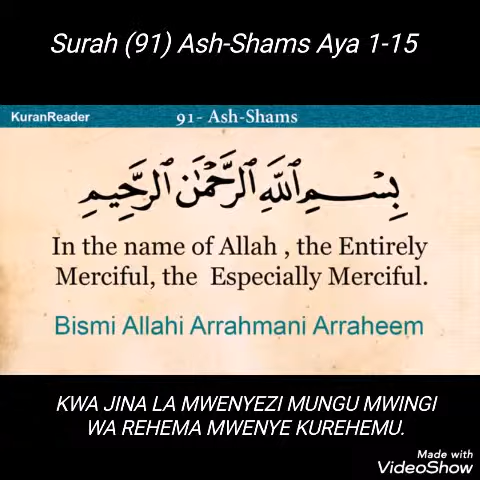 Surah (91) Ash-Shams Aya 1-15
KuranReader
91- Ash-Shams
بِسْمِ ٱللَّهِ ٱلرَّحْمَٰنِ ٱلرَّحِيمِ
In the name of Allah , the Entirely
Merciful, the Especially Merciful.
Bismi Allahi Arrahmani Arraheem
KWA JINA LA MWENYEZI MUNGU MWINGI
WA REHEMA MWENYE KUREHEMU.
Made with
VideoShow